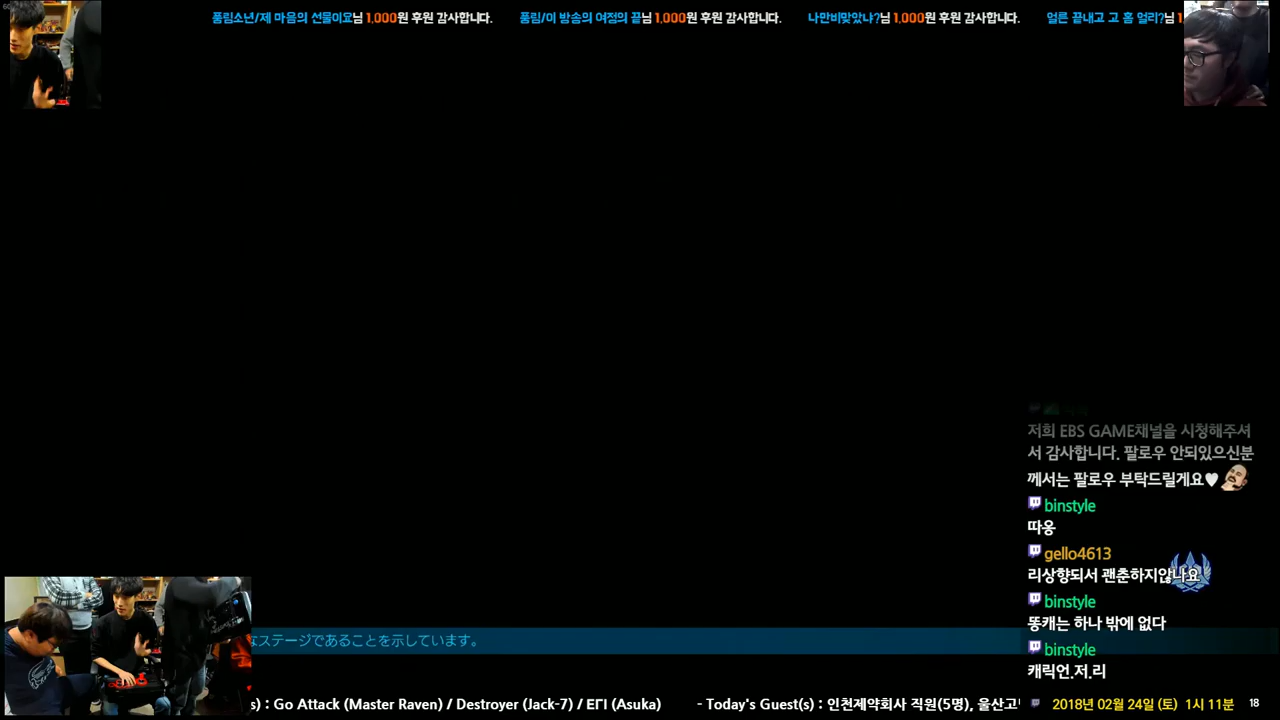 60
풍림소년/제 마음의 선물이요님 1,000원 후원 감사합니다. 풍림/이 방송의 여정의 끝님 1,000원 후원 감사합니다. 나만비맞았냐?님 1,000원 후원 감사합니다. 얼른 끝내고 고 홈 얼리?님 1
저희 EBS GAME채널을 시청해주셔
서 감사합니다. 팔로우 안되있으신분
께서는 팔로우 부탁드릴게요♥
binstyle
따옹
gello4613
리상향되서 괜춘하지않나요
binstyle
똥캐는 하나 밖에 없다
binstyle
캐릭언.저.리
なステージであることを示しています。
s) : Go Attack (Master Raven) / Destroyer (Jack-7) / EГI (Asuka) - Today's Guest(s) : 인천제약회사 직원(5명), 울산고
2018년 02월 24일 (토) 1시 11분 18